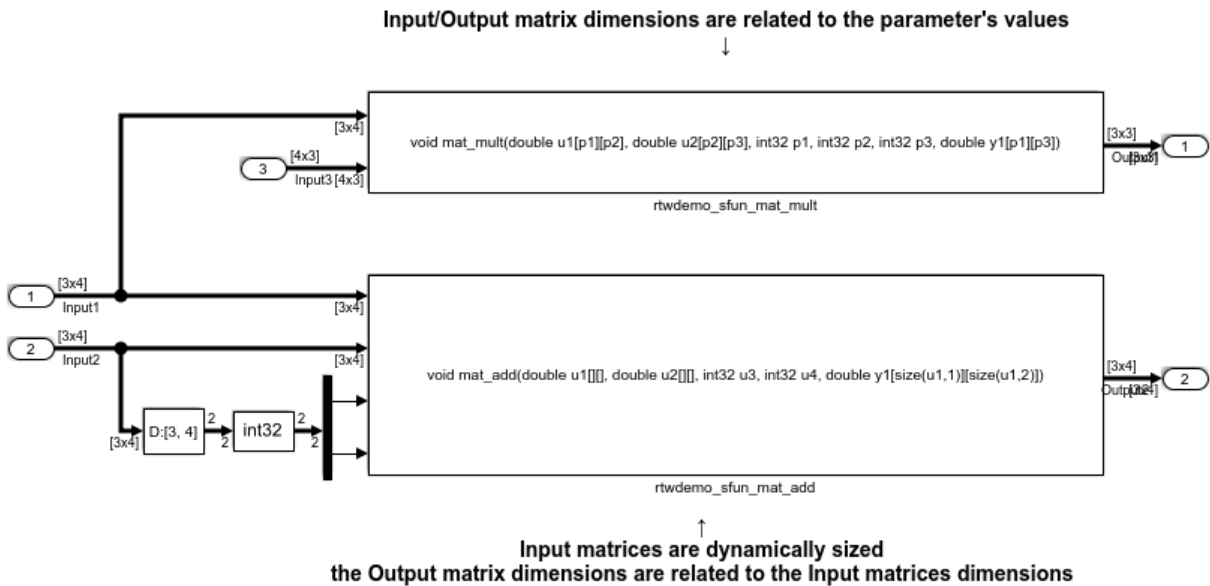 Input/Output matrix dimensions are related to the parameter's values
↓
[3x4]
void mat_mult(double u1[p1][p2], double u2[p2][p3], int32 p1, int32 p2, int32 p3, double y1[p1][p3])
[3x3]
1
[4x3]
3
Input3
[4x3]
rtwdemo_sfun_mat_mult
[3x4]
1
Input1
[3x4]
[3x4]
2
Input2
[3x4]
void mat_add(double u1[][], double u2[][], int32 u3, int32 u4, double y1[size(u1,1)][size(u1,2)])
[3x4]
2
[3x4]
D:[3, 4]
2
2
int32
2
2
rtwdemo_sfun_mat_add
↑
Input matrices are dynamically sized
the Output matrix dimensions are related to the Input matrices dimensions